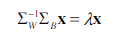 Σ_W^{-1} Σ_B x = λx